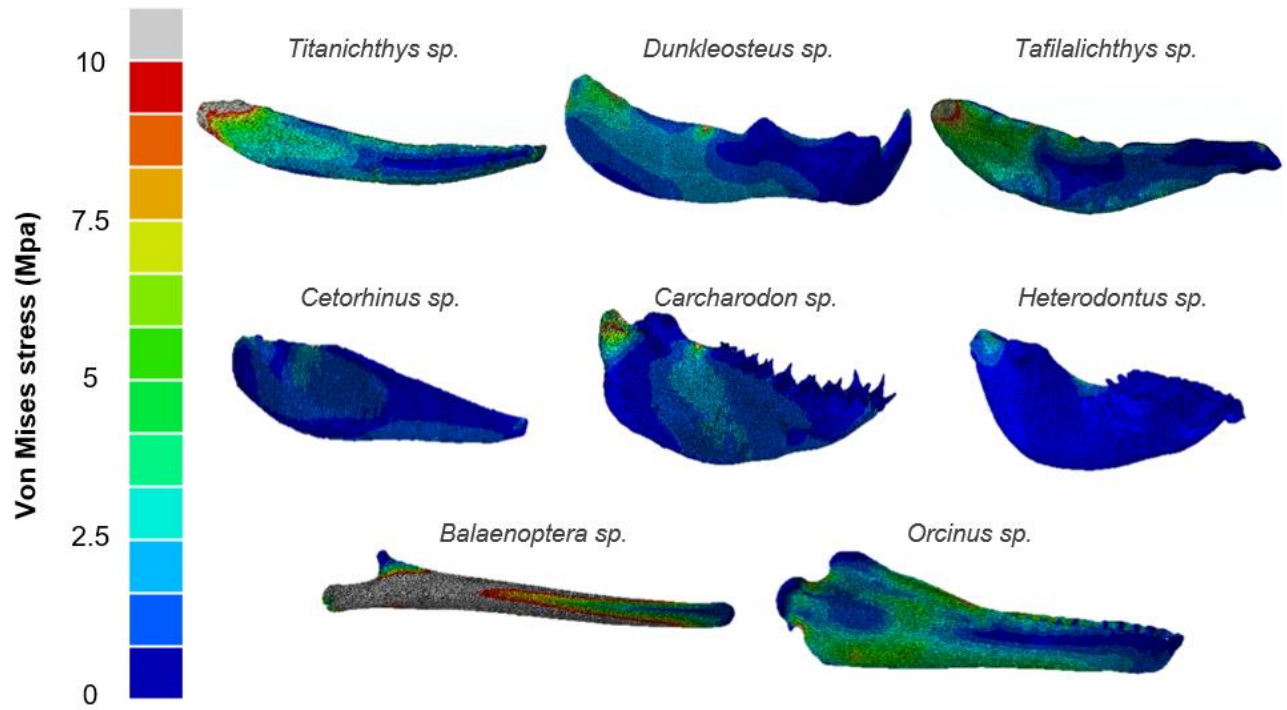 Titanichthys sp. Dunkleosteus sp. Tafilalichthys sp.
10
7.5
Von Mises stress (Mpa)
Cetorhinus sp. Carcharodon sp. Heterodontus sp.
5
2.5
Balaenoptera sp. Orcinus sp.
0